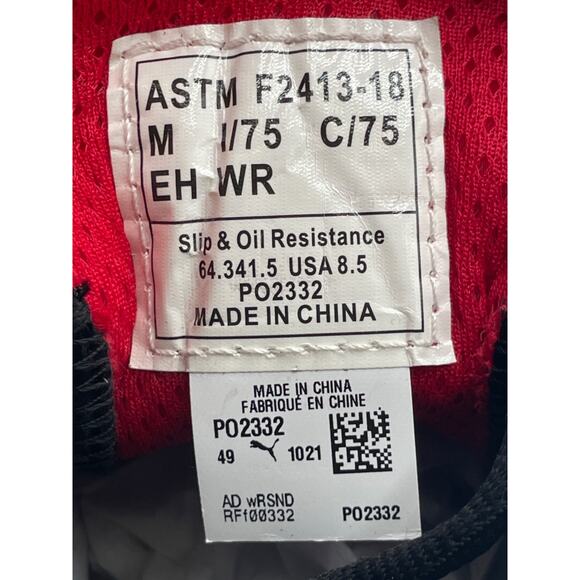 ASTM F2413-18
M I/75 C/75
EH WR
Slip & Oil Resistance
64.341.5 USA 8.5
PO2332
MADE IN CHINA
MADE IN CHINA
FABRIQUÉ EN CHINE
PO2332
49 1021
AD wRSND
RFf00332 PO2332